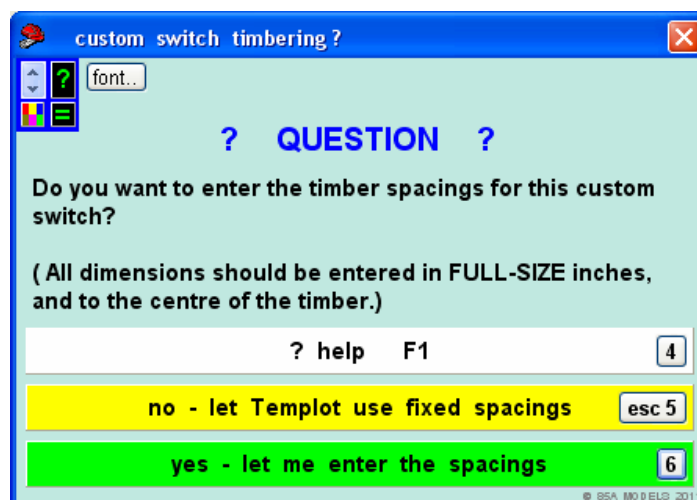 custom switch timbering ?
? font..
=
? QUESTION ?
Do you want to enter the timber spacings for this custom
switch?
( All dimensions should be entered in FULL-SIZE inches,
and to the centre of the timber.)
? help F1 4
no - let Templot use fixed spacings esc 5
yes - let me enter the spacings 6
© 85A MODELS